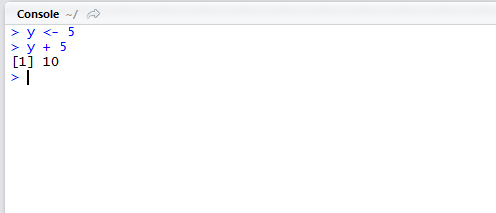 Console ~/
> y <- 5
> y + 5
[1] 10
>